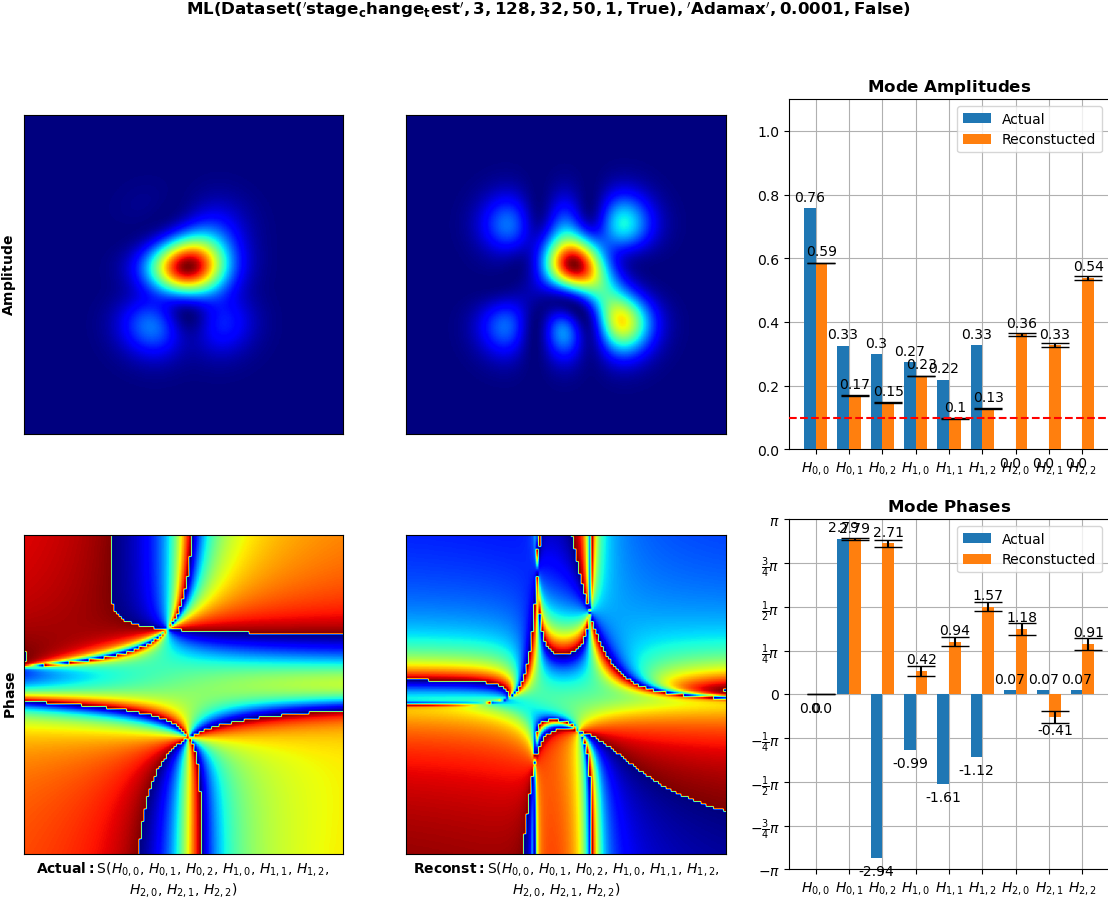 ML(Dataset('stage_change_test', 3, 128, 32, 50, 1, True), 'Adamax', 0.0001, False)
Amplitude
Mode Amplitudes
Actual
Reconstucted
1.0
0.8
0.6
0.4
0.2
0.0
0.76 0.33 0.3 0.27 0.22 0.33 0.0 0.0 0.0
0.59 0.17 0.15 0.23 0.1 0.13 0.36 0.33 0.54
H0,0 H0,1 H0,2 H1,0 H1,1 H1,2 H2,0 H2,1 H2,2
Phase
Mode Phases
Actual
Reconstucted
π
3/4π
1/2π
1/4π
0
−1/4π
−1/2π
−3/4π
−π
0.0 2.79 -2.94 -0.99 -1.61 -1.12 0.07 0.07 0.07
0.0 2.79 2.71 0.42 0.94 1.57 1.18 -0.41 0.91
H0,0 H0,1 H0,2 H1,0 H1,1 H1,2 H2,0 H2,1 H2,2
Actual: S(H0,0, H0,1, H0,2, H1,0, H1,1, H1,2,
H2,0, H2,1, H2,2)
Reconst: S(H0,0, H0,1, H0,2, H1,0, H1,1, H1,2,
H2,0, H2,1, H2,2)